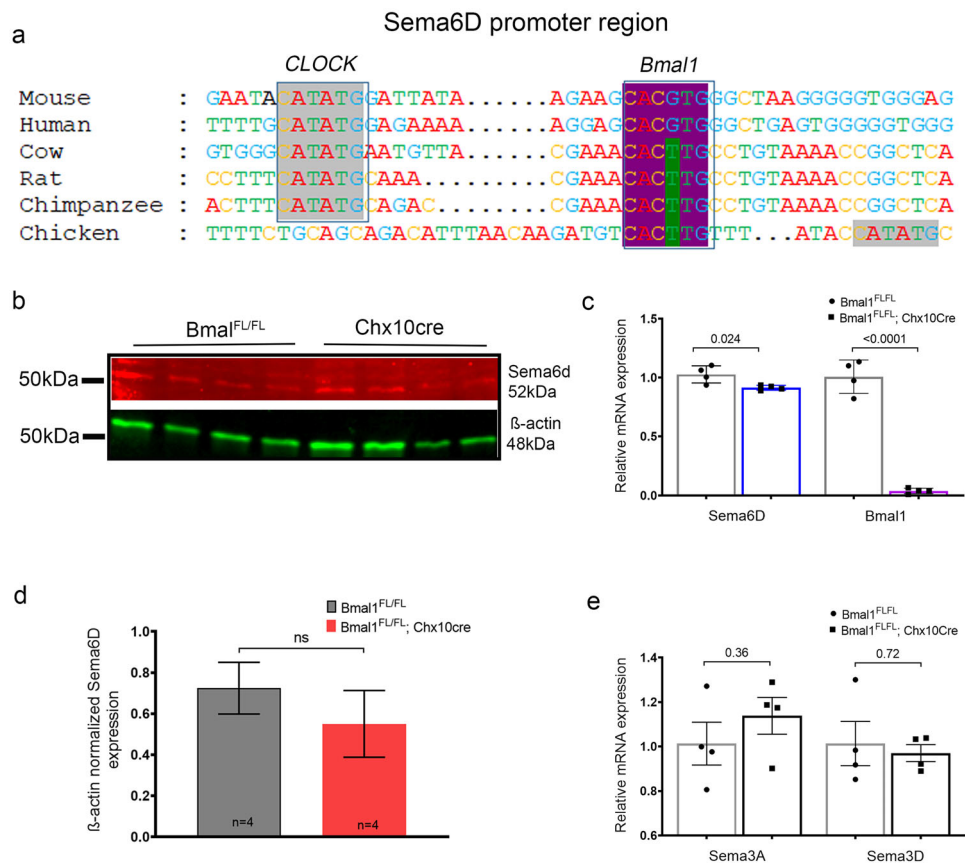 Sema6D promoter region
a
CLOCK
Bmal1
Mouse : GAATACATATGGATTATA......AGAAGCACGTGGGCTAAGGGGGTGGGAG
Human : TTTTGCATATGGAGAAAA......AGGAGCACGTGGGCTGAGTGGGGGTGGG
Cow : GTGGGCATATGAATGTTA......CGAAACACTTGCCTGTAAAACCGGCTCA
Rat : CCTTTCATATGCAAA.........CGAAACACTTGCCTGTAAAACCGGCTCA
Chimpanzee : ACTTTCATATGCAGAC........CGAAACACTTGCCTGTAAAACCGGCTCA
Chicken : TTTTCTGCAGCAGACATTTAACAAGATGTCACTTGTTT...ATACCATATGC
b
BmalFL/FL
Chx10cre
50kDa
Sema6d
52kDa
50kDa
ß-actin
48kDa
c
Bmal1FLFL
Bmal1FLFL; Chx10Cre
Relative mRNA expression
1.5
1.0
0.5
0.0
0.024
<0.0001
Sema6D
Bmal1
d
Bmal1FL/FL
Bmal1FL/FL; Chx10cre
ß-actin normalized Sema6D
expression
1.0
0.8
0.6
0.4
0.2
0.0
ns
n=4
n=4
e
Bmal1FLFL
Bmal1FLFL; Chx10Cre
Relative mRNA expression
1.6
1.4
1.2
1.0
0.8
0.6
0.36
0.72
Sema3A
Sema3D